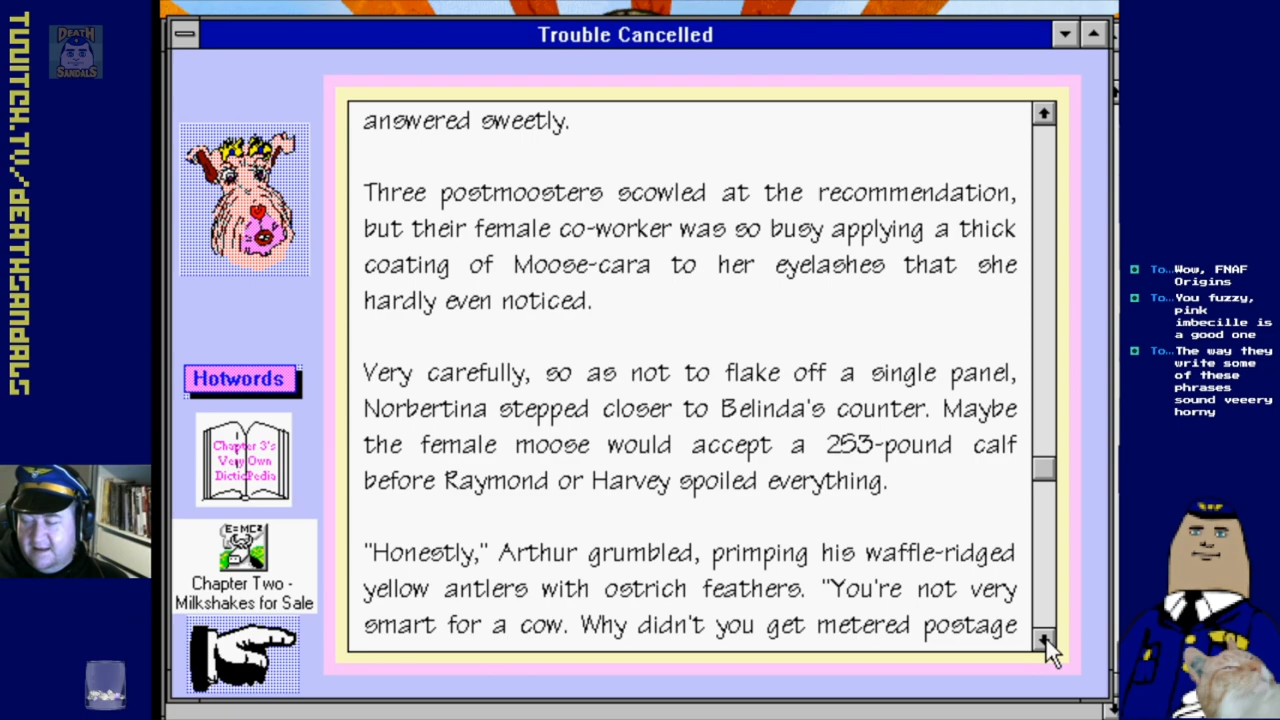 TWITCH.TV/DEATHSANDALS
DEATH
SANDALS
Trouble Cancelled
answered sweetly.
Three postmoosters scowled at the recommendation,
but their female co-worker was so busy applying a thick
coating of Moose-cara to her eyelashes that she
hardly even noticed.
Very carefully, so as not to flake off a single panel,
Norbertina stepped closer to Belinda's counter. Maybe
the female moose would accept a 253-pound calf
before Raymond or Harvey spoiled everything.
"Honestly," Arthur grumbled, primping his waffle-ridged
yellow antlers with ostrich feathers. "You're not very
smart for a cow. Why didn't you get metered postage
Hotwords
Chapter 3's
Very Own
DictioPedia
E=MC2
Chapter Two -
Milkshakes for Sale
To...Wow, FNAF
Origins
To...You fuzzy,
pink
imbecille is
a good one
To...The way they
write some
of these
phrases
sound veeery
horny